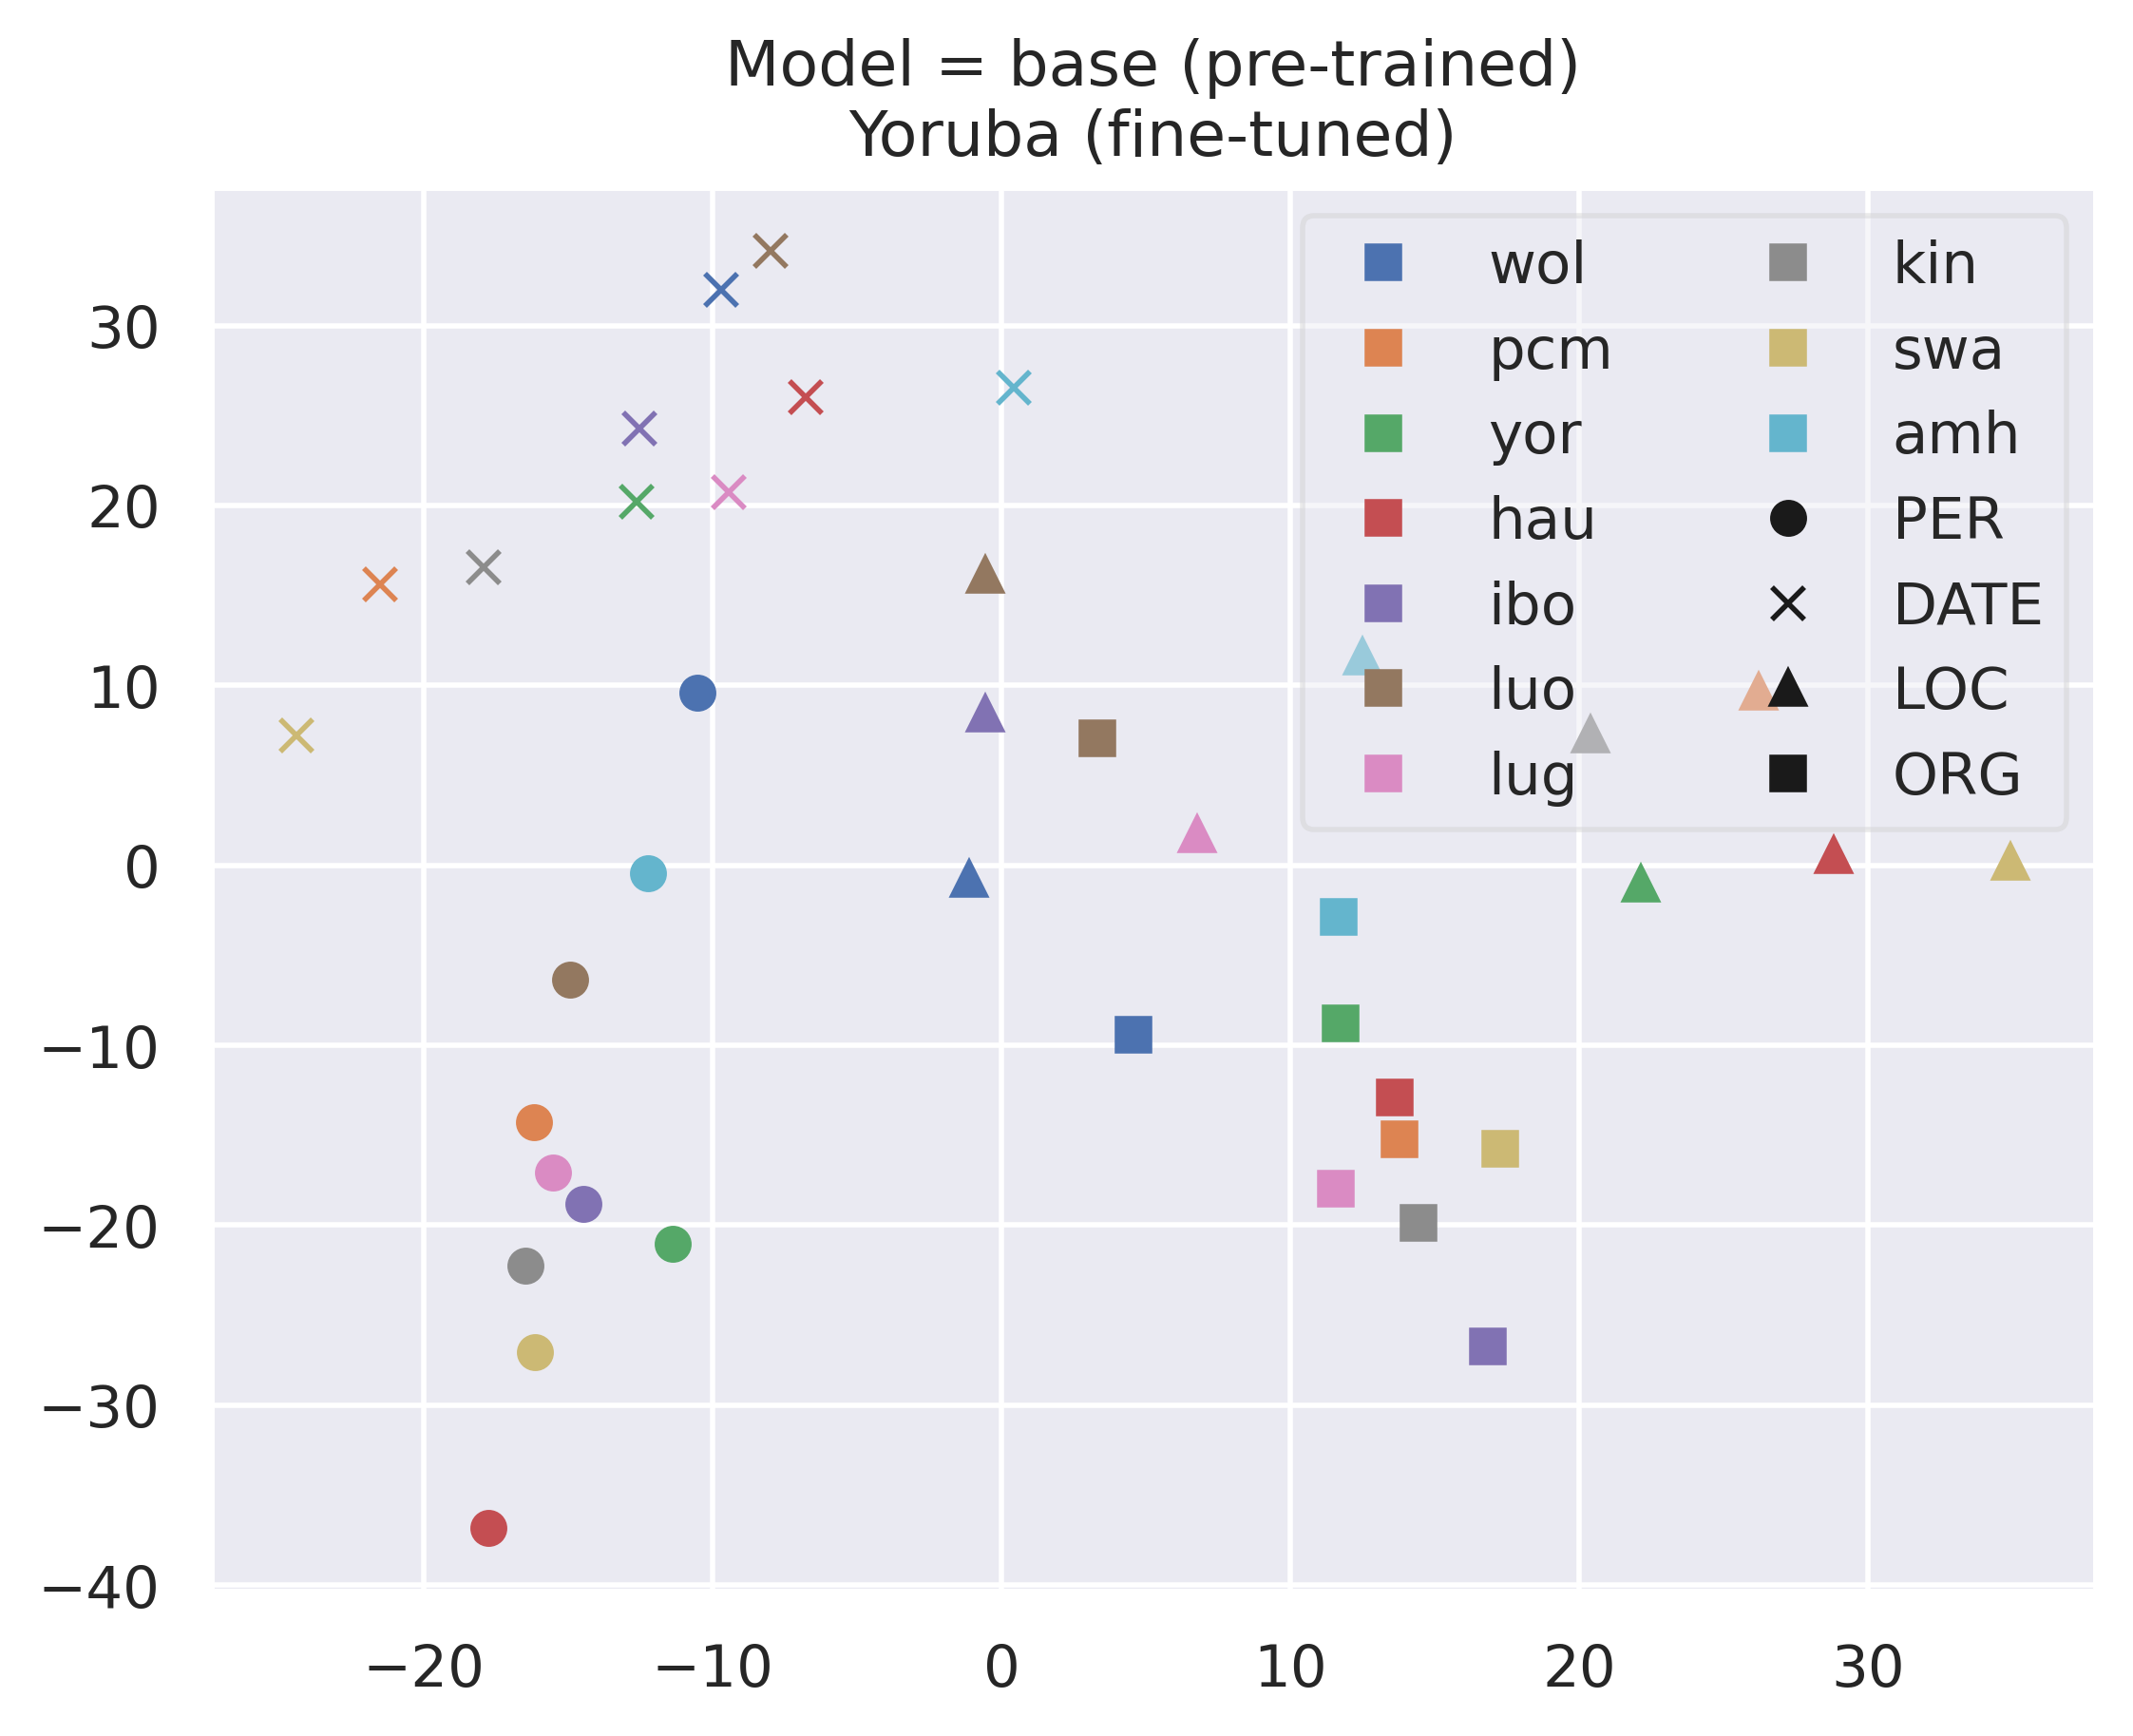 Model = base (pre-trained)
Yoruba (fine-tuned)
wol
pcm
yor
hau
ibo
luo
lug
kin
swa
amh
PER
DATE
LOC
ORG
30
20
10
0
−10
−20
−30
−40
−20
−10
0
10
20
30